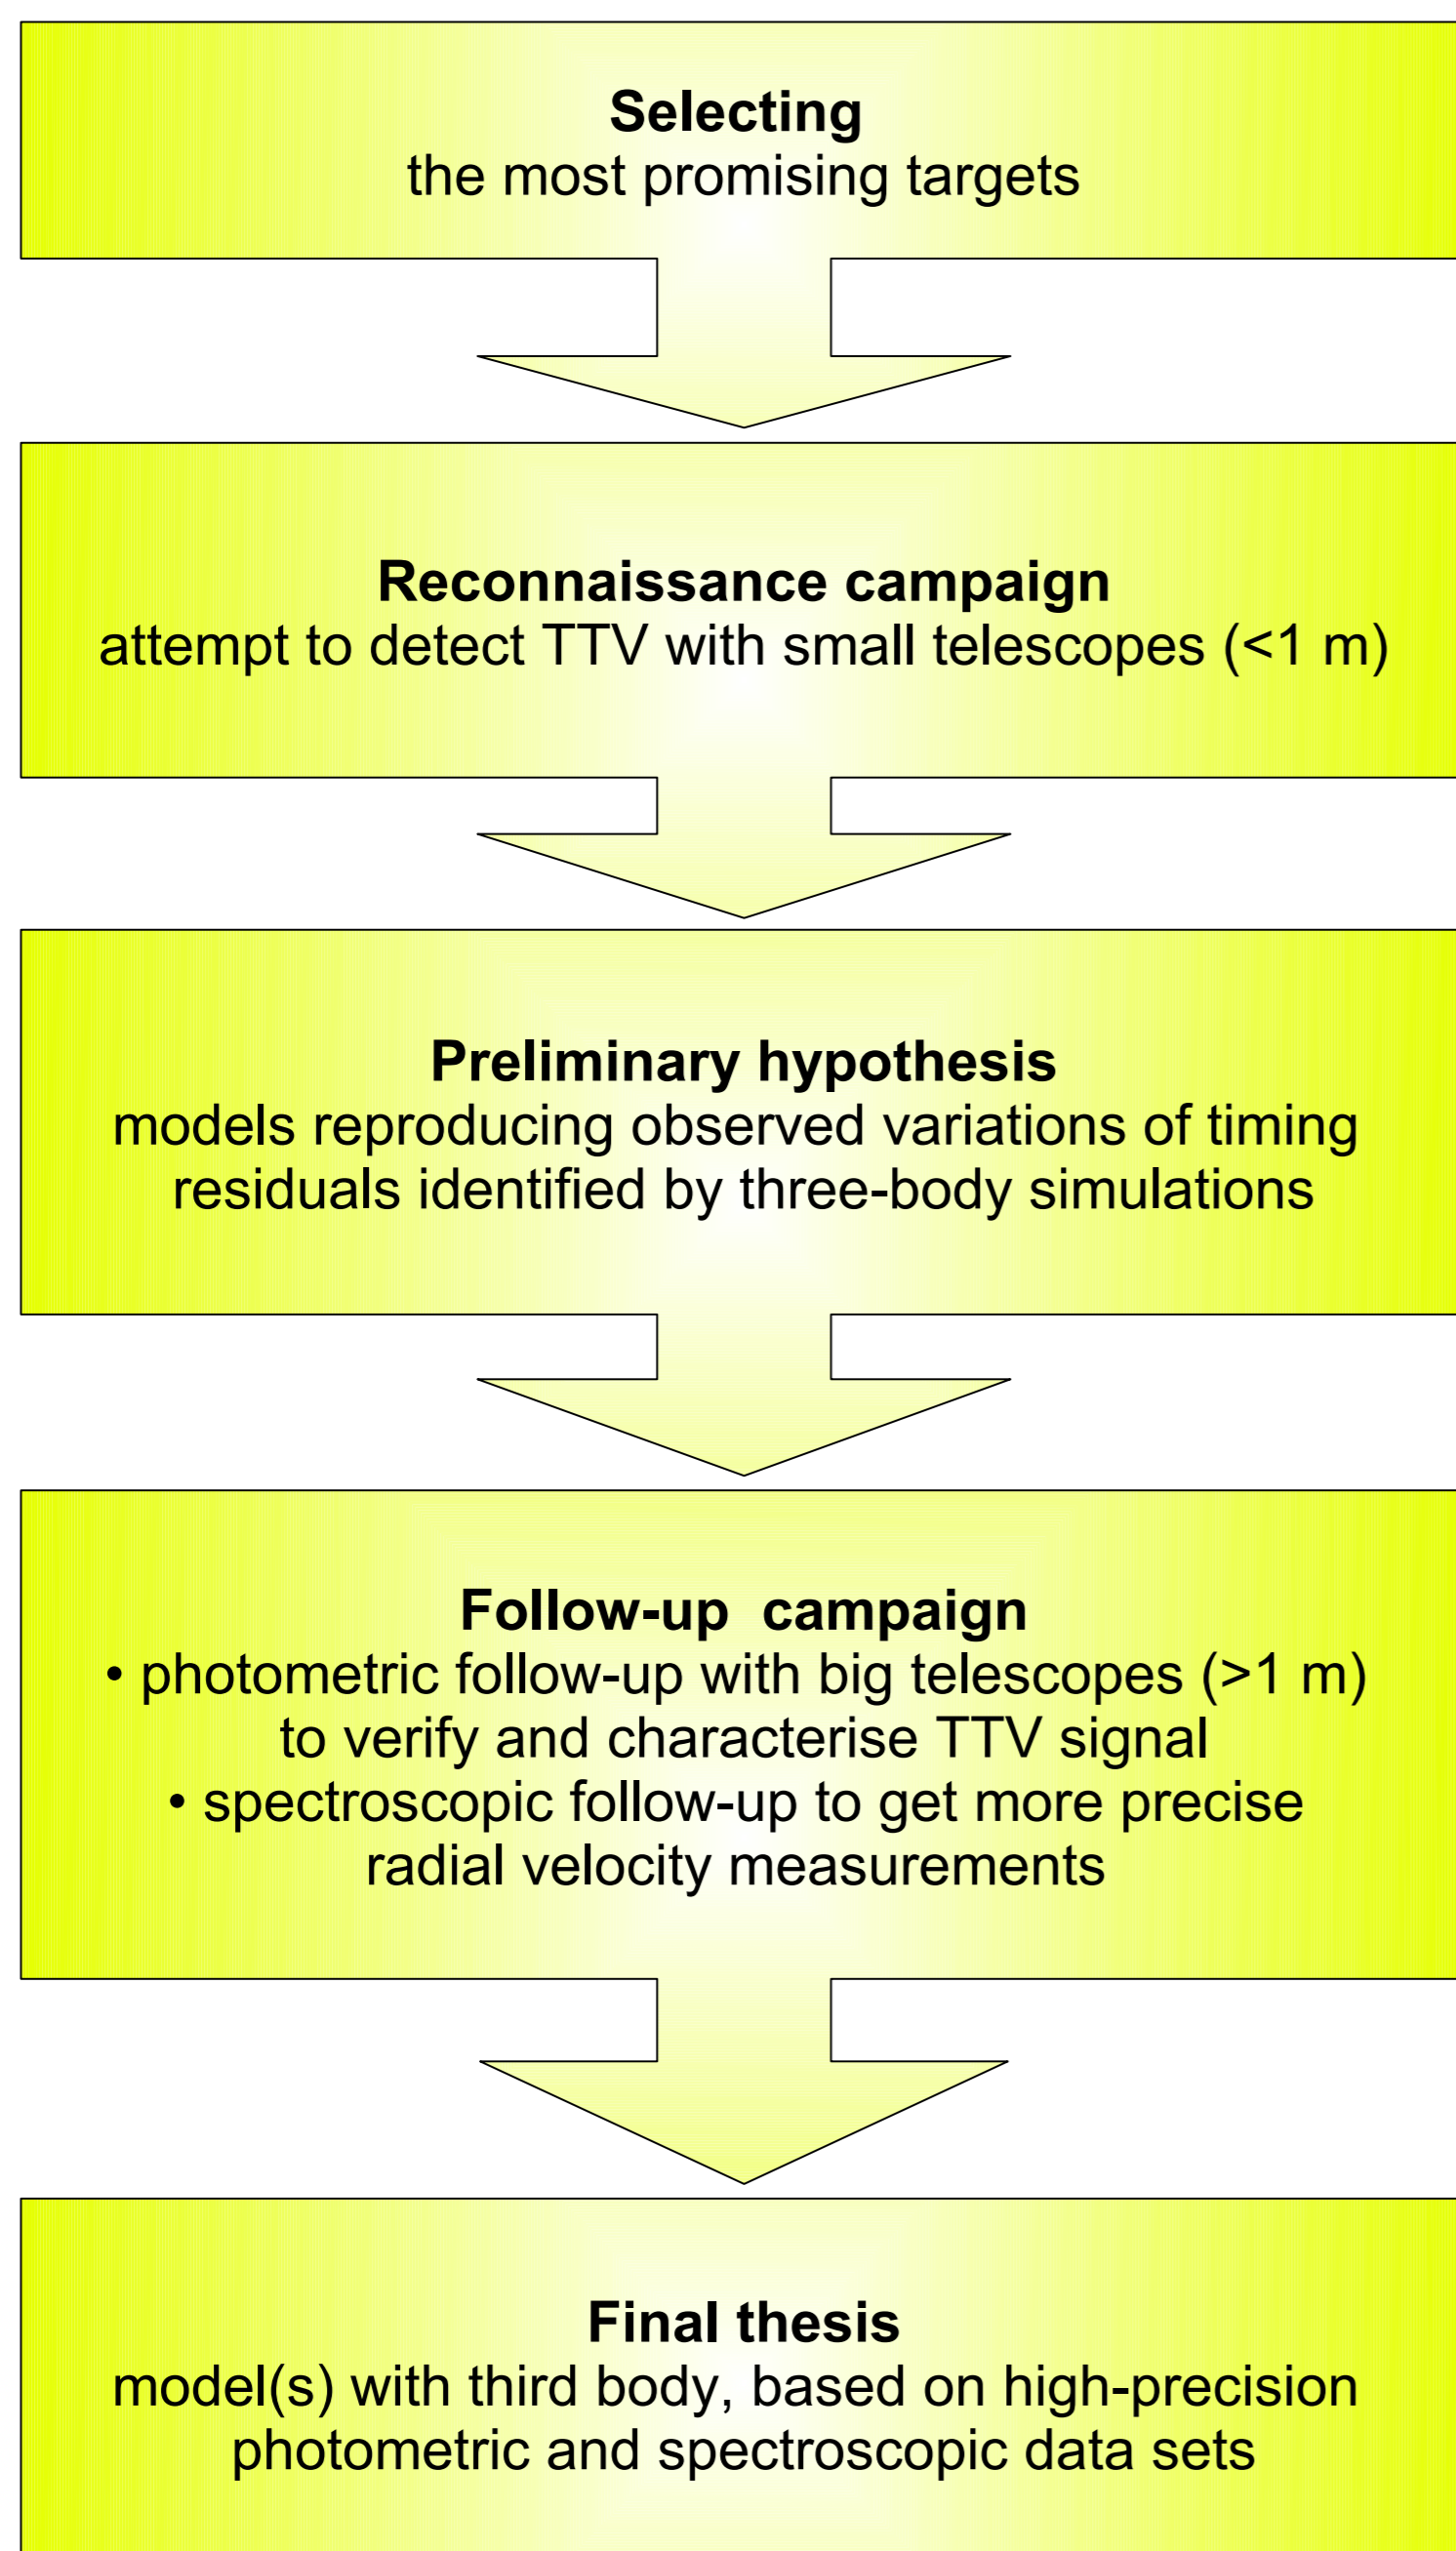 Selecting
the most promising targets
Reconnaissance campaign
attempt to detect TTV with small telescopes (<1 m)
Preliminary hypothesis
models reproducing observed variations of timing
residuals identified by three-body simulations
Follow-up  campaign
• photometric follow-up with big telescopes (>1 m)
to verify and characterise TTV signal
• spectroscopic follow-up to get more precise
radial velocity measurements
Final thesis
model(s) with third body, based on high-precision
photometric and spectroscopic data sets